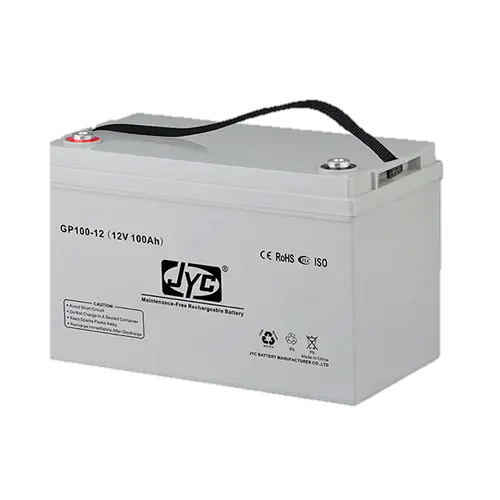 GP100-12 (12V 100Ah)
CE RoHS ISO
JYC®
Maintenance-Free Rechargeable Battery
CAUTION:
● Avoid Short-Circuit
● Do Not Charge In A Sealed Container
● Keep Sparks Flame Away
● Recharge Immediately After Discharge
Pb Pb Made in China
JYC BATTERY MANUFACTURER CO.,LTD